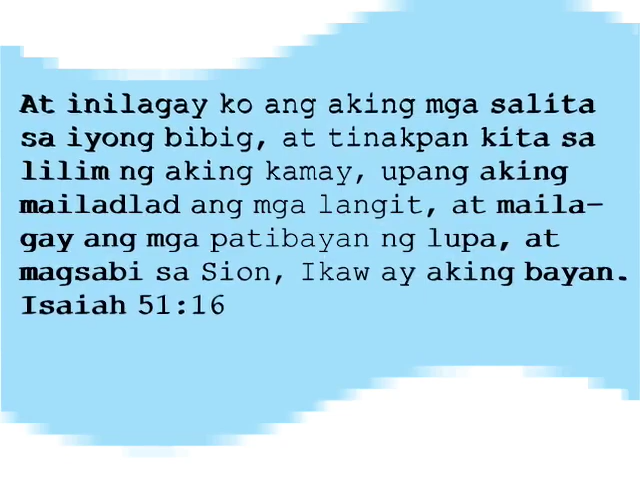 At inilagay ko ang aking mga salita
sa iyong bibig, at tinakpan kita sa
lilim ng aking kamay, upang aking
mailadlad ang mga langit, at maila-
gay ang mga patibayan ng lupa, at
magsabi sa Sion, Ikaw ay aking bayan.
Isaiah 51:16